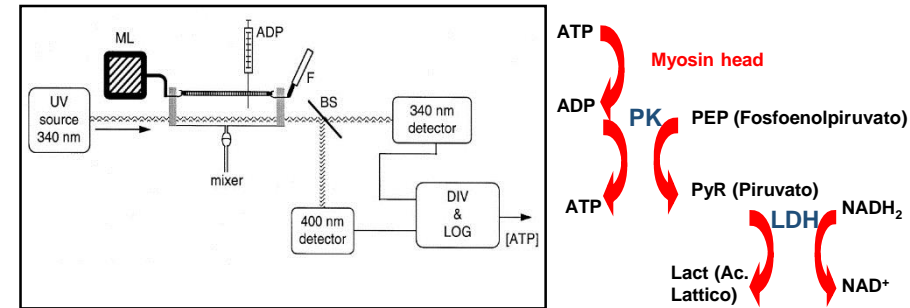 ML
ADP
F
UV
source
340 nm
BS
340 nm
detector
mixer
400 nm
detector
DIV
&
LOG
[ATP]
ATP
Myosin head
ADP
PK
PEP (Fosfoenolpiruvato)
ATP
PyR (Piruvato)
LDH
NADH₂
Lact (Ac.
Lattico)
NAD⁺